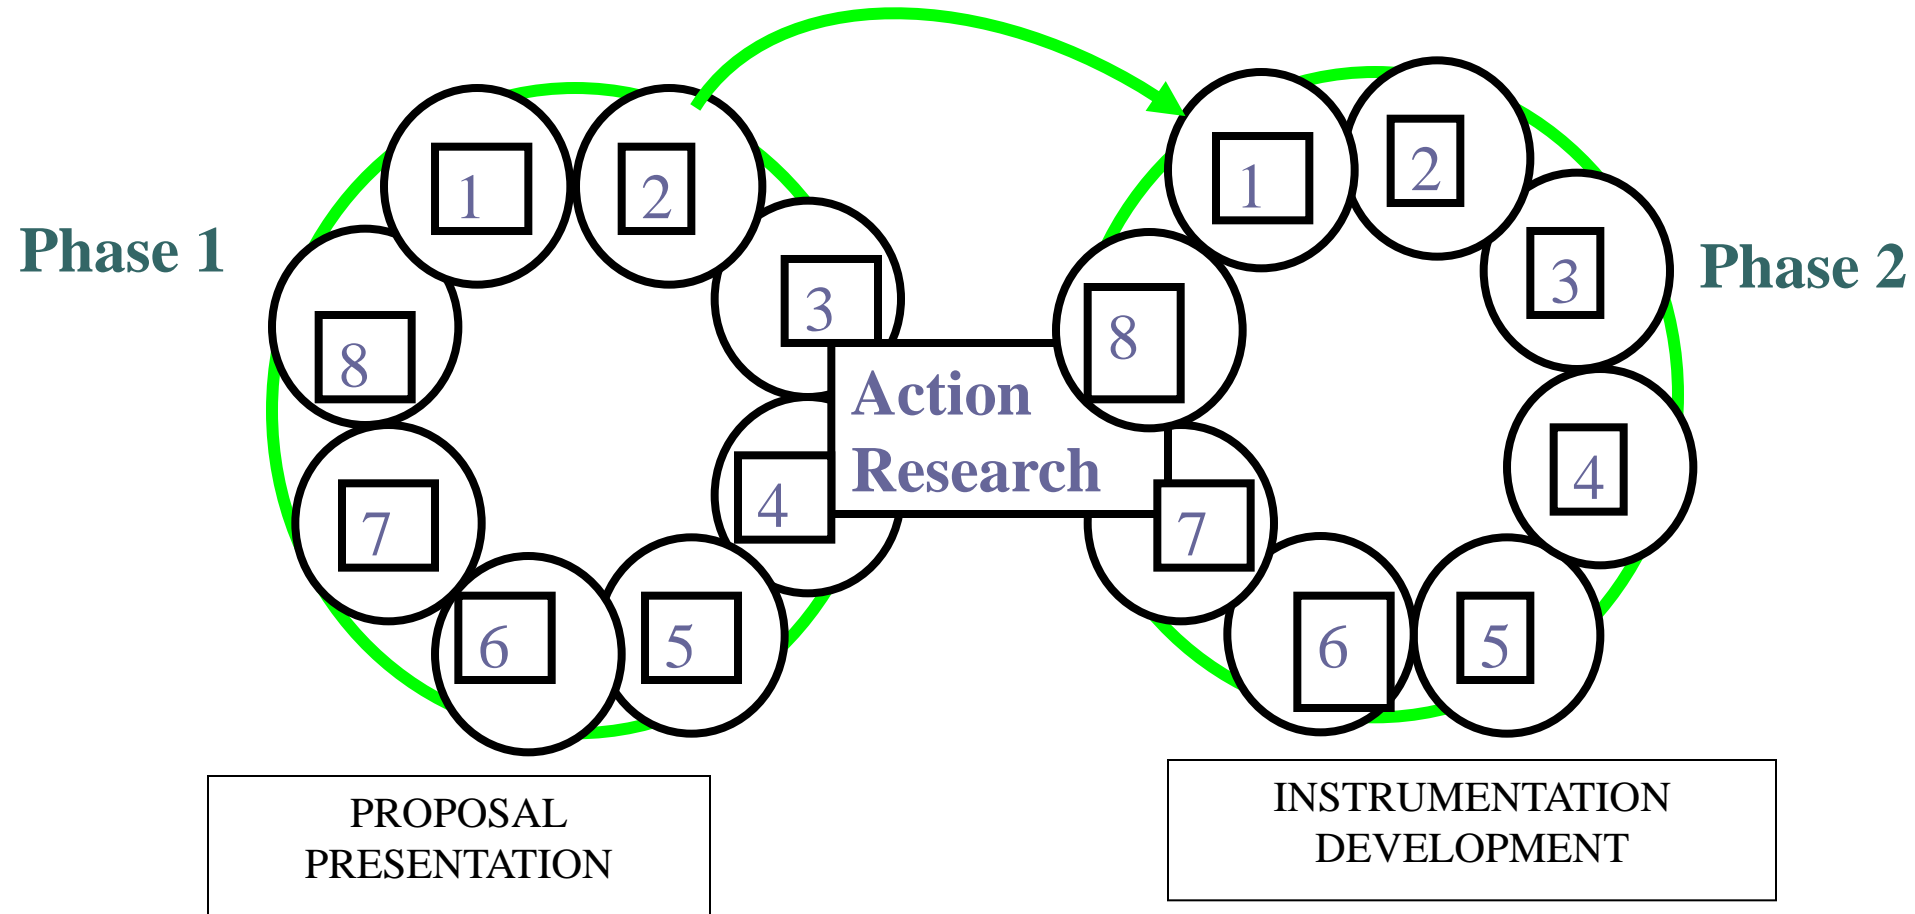 Phase 1
1
2
3
4
5
6
7
8
Action
Research
Phase 2
1
2
3
4
5
6
7
8
PROPOSAL
PRESENTATION
INSTRUMENTATION
DEVELOPMENT